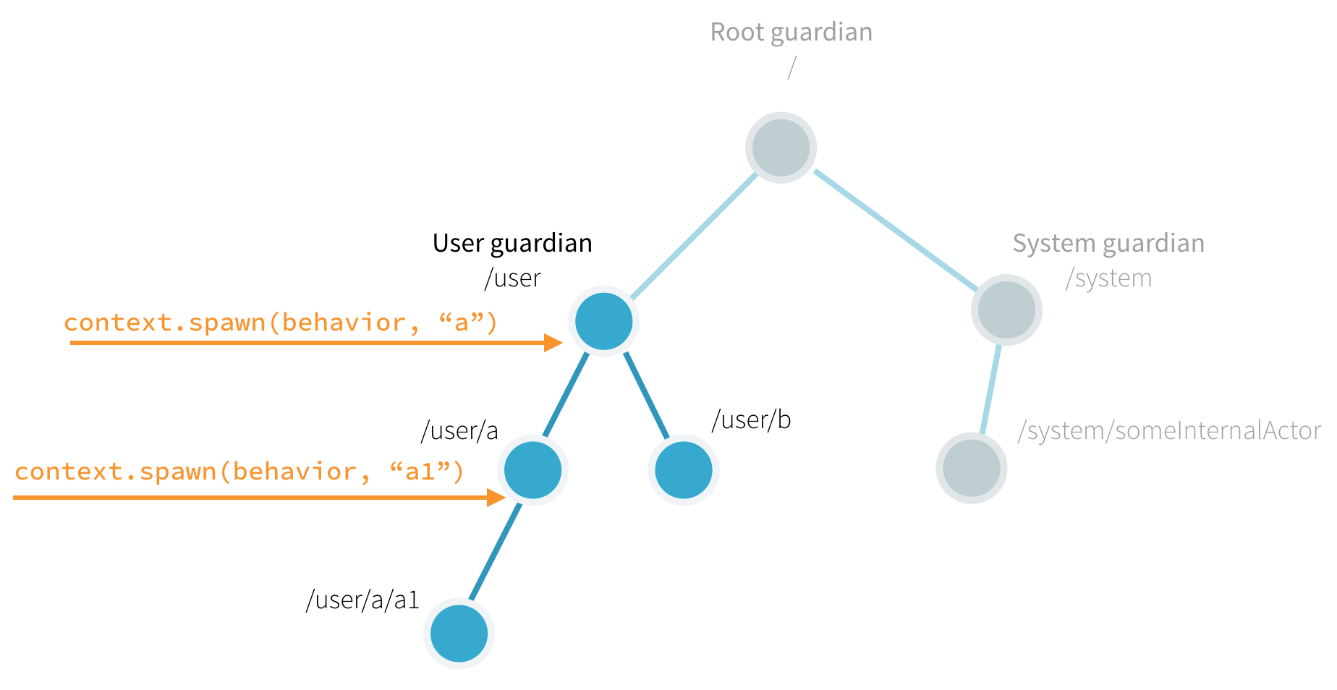 Root guardian
/
User guardian
/user
System guardian
/system
context.spawn(behavior, “a”)
/user/a
/user/b
/system/someInternalActor
context.spawn(behavior, “a1”)
/user/a/a1